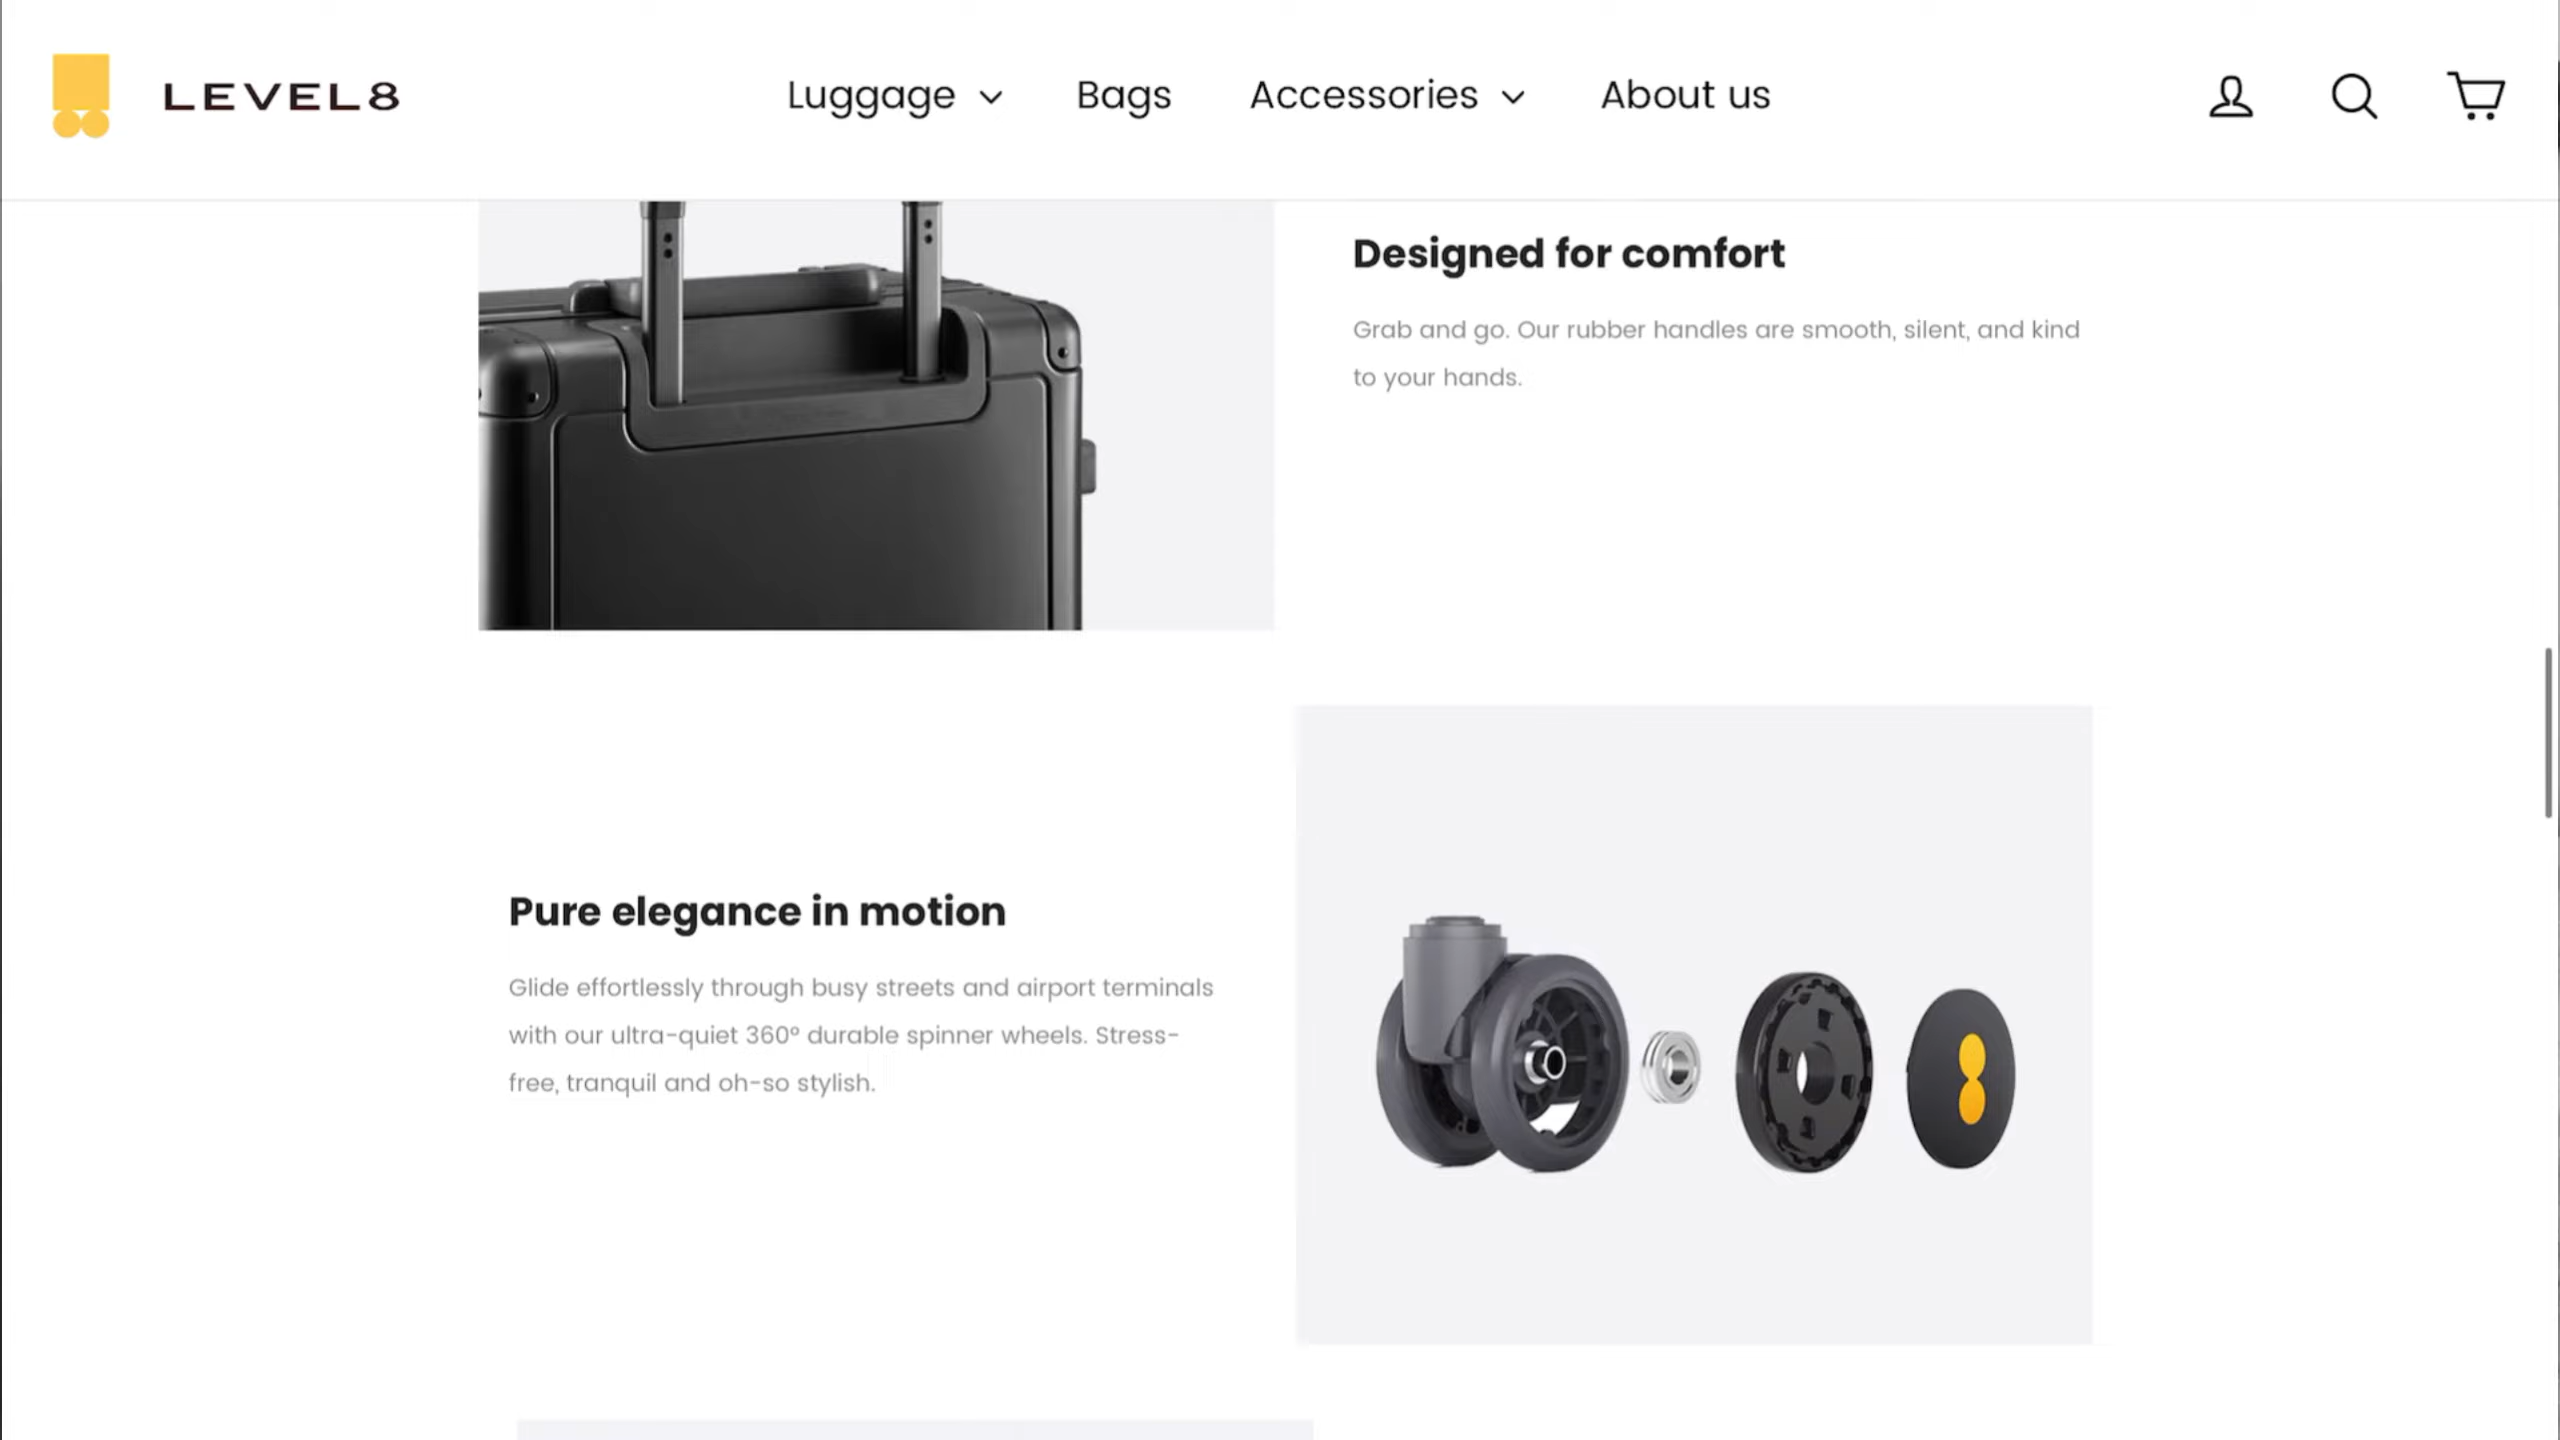 LEVEL8
Luggage
Bags
Accessories
About us
Designed for comfort
Grab and go. Our rubber handles are smooth, silent, and kind
to your hands.
Pure elegance in motion
Glide effortlessly through busy streets and airport terminals
with our ultra-quiet 360° durable spinner wheels. Stress-
free, tranquil and oh-so stylish.